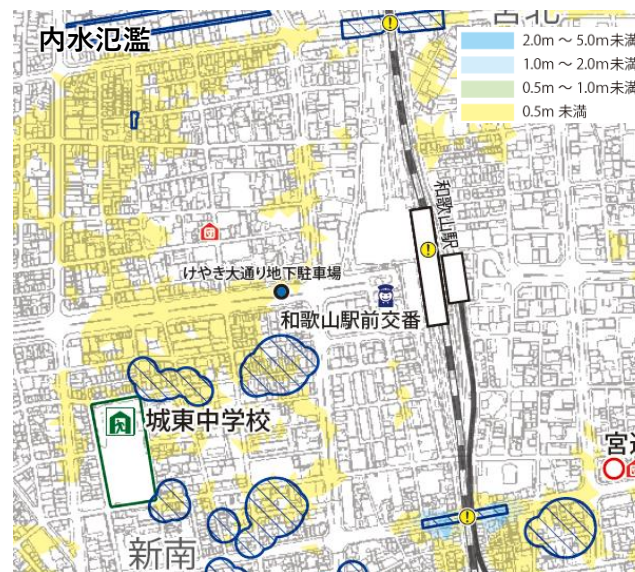 内水氾濫
宮北
2.0m ～ 5.0m未満
1.0m ～ 2.0m未満
0.5m ～ 1.0m未満
0.5m 未満
和歌山駅
けやき大通り地下駐車場
和歌山駅前交番
城東中学校
新南